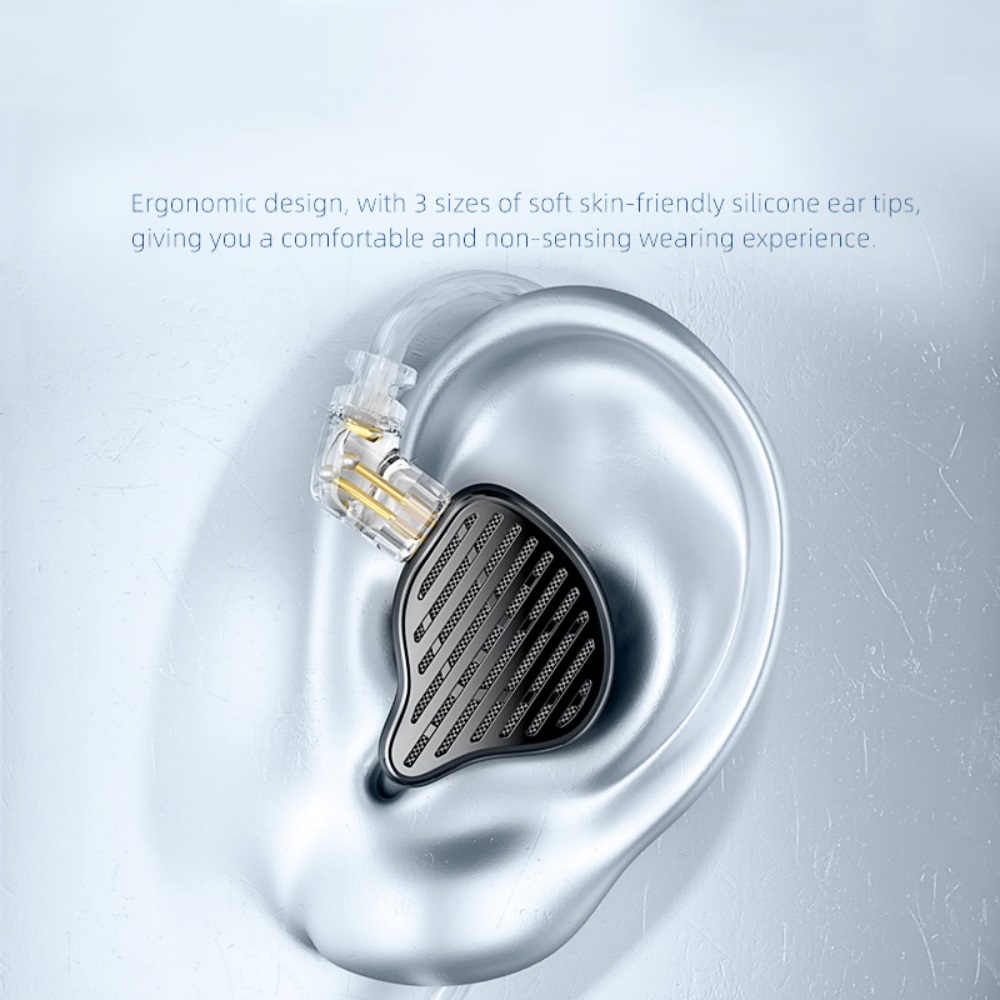 Ergonomic design, with 3 sizes of soft skin-friendly silicone ear tips,
giving you a comfortable and non-sensing wearing experience.